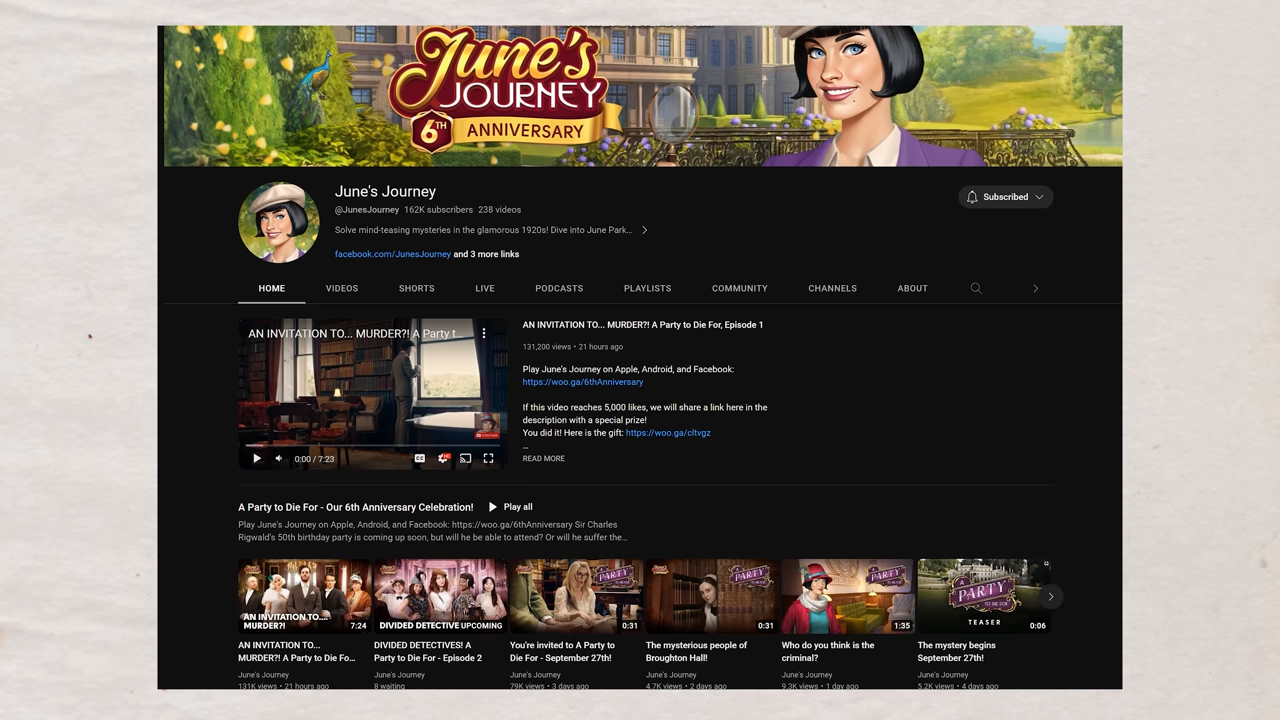 June's
JOURNEY
6TH ANNIVERSARY
June's Journey
@JunesJourney 162K subscribers 238 videos
Solve mind-teasing mysteries in the glamorous 1920s! Dive into June Park...
facebook.com/JunesJourney and 3 more links
Subscribed
HOME VIDEOS SHORTS LIVE PODCASTS PLAYLISTS COMMUNITY CHANNELS ABOUT
AN INVITATION TO... MURDER?! A Party t...
0:00 / 7:23
AN INVITATION TO... MURDER?! A Party to Die For, Episode 1
131,200 views • 21 hours ago
Play June's Journey on Apple, Android, and Facebook:
https://woo.ga/6thAnniversary
If this video reaches 5,000 likes, we will share a link here in the
description with a special prize!
You did it! Here is the gift: https://woo.ga/cltvgz
...
READ MORE
A Party to Die For - Our 6th Anniversary Celebration! Play all
Play June's Journey on Apple, Android, and Facebook: https://woo.ga/6thAnniversary Sir Charles
Rigwald's 50th birthday party is coming up soon, but will he be able to attend? Or will he suffer the...
AN INVITATION TO...
MURDER?!
7:24
AN INVITATION TO...
MURDER?! A Party to Die Fo...
June's Journey
131K views • 21 hours ago
DIVIDED DETECTIVES UPCOMING
DIVIDED DETECTIVES! A
Party to Die For - Episode 2
June's Journey
8 waiting
PARTY
0:31
You're invited to A Party to
Die For - September 27th!
June's Journey
79K views • 3 days ago
PARTY
0:31
The mysterious people of
Broughton Hall!
June's Journey
4.7K views • 2 days ago
PARTY
1:35
Who do you think is the
criminal?
June's Journey
9.3K views • 1 day ago
A
PARTY
TO DIE FOR
TEASER
0:06
The mystery begins
September 27th!
June's Journey
5.2K views • 4 days ago